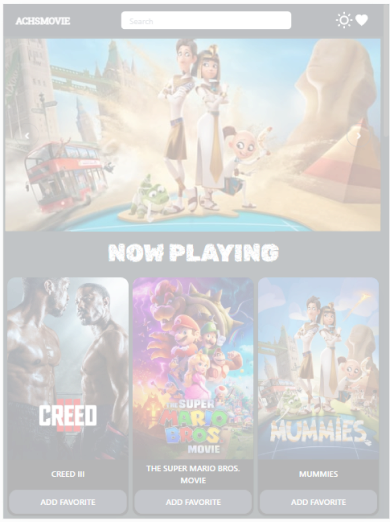 ACHSMOVIE
Search
NOW PLAYING
CREED
III
THE SUPER
MARIO
BROS
MOVIE
MUMMIES
CREED III
THE SUPER MARIO BROS.
MOVIE
MUMMIES
ADD FAVORITE
ADD FAVORITE
ADD FAVORITE